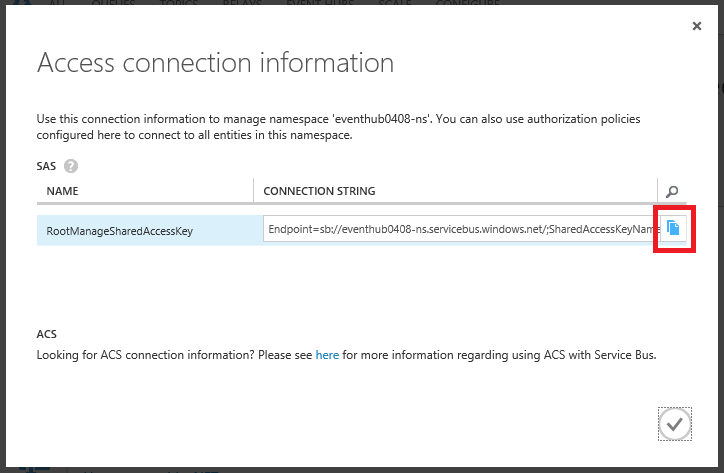 ALL QUEUES TOPICS RELAYS EVENT HUBS SCALE CONFIGURE
Access connection information
Use this connection information to manage namespace 'eventhub0408-ns'. You can also use authorization policies
configured here to connect to all entities in this namespace.
SAS ?
NAME CONNECTION STRING
RootManageSharedAccessKey Endpoint=sb://eventhub0408-ns.servicebus.windows.net/;SharedAccessKeyName
ACS
Looking for ACS connection information? Please see here for more information regarding using ACS with Service Bus.